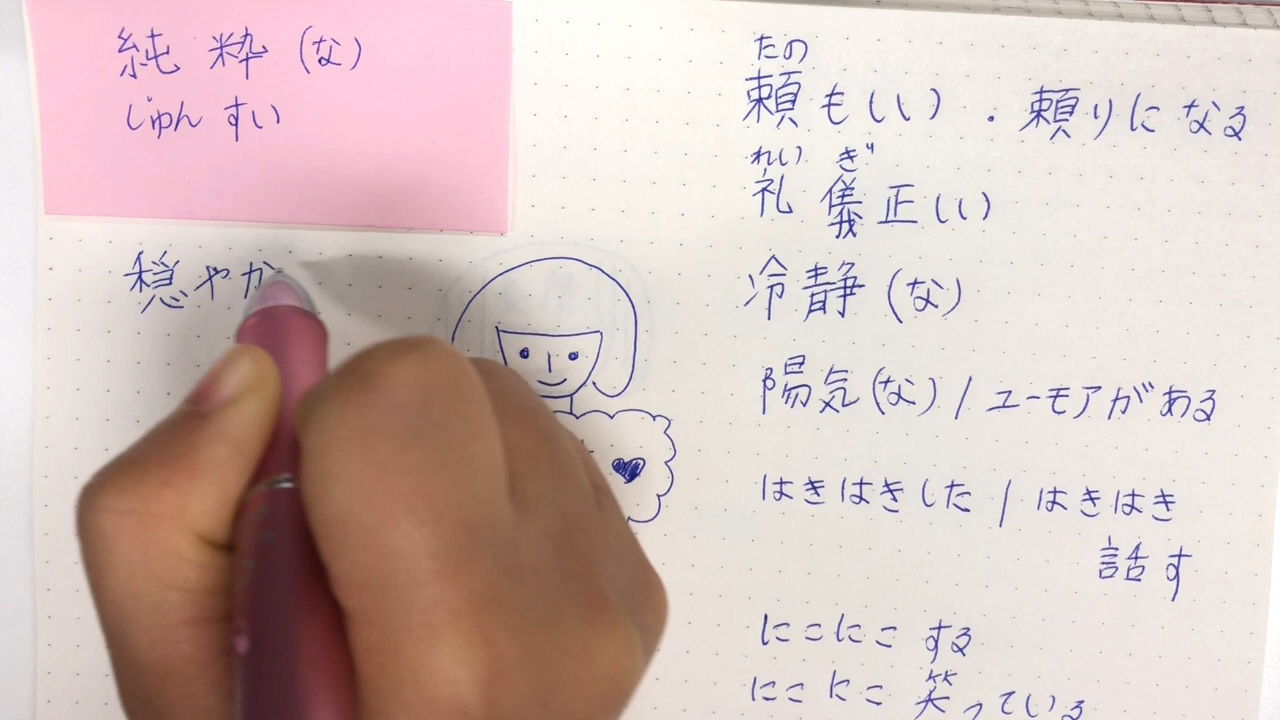 純粋(な)
じゅんすい
穏やか
たの
頼もしい・頼りになる
れいぎ
礼儀正しい
冷静(な)
陽気(な)/ユーモアがある
はきはきした/はきはき
話す
にこにこする
にこにこ笑っている